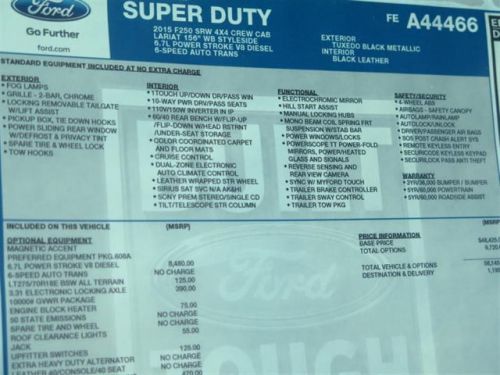 Ford
Go Further
ford.com
SUPER DUTY
2015 F250 SRW 4X4 CREW CAB
LARIAT 156" WB STYLESIDE
6.7L POWER STROKE V8 DIESEL
6-SPEED AUTO TRANS
EXTERIOR
TUXEDO BLACK METALLIC
INTERIOR
BLACK LEATHER
FE A44466
STANDARD EQUIPMENT INCLUDED AT NO EXTRA CHARGE
EXTERIOR
• FOG LAMPS
• GRILLE - 2-BAR, CHROME
• LOCKING REMOVABLE TAILGATE
W/LIFT ASSIST
• PICKUP BOX, TIE DOWN HOOKS
• POWER SLIDING REAR WINDOW
W/DEFROST & PRIVACY TINT
• SPARE TIRE & WHEEL LOCK
• TOW HOOKS
INTERIOR
• 1TOUCH UP/DOWN DR/PASS WIN
• 10-WAY PWR DRV/PASS SEATS
• 110V/150W INVERTER IN IP
• 60/40 REAR BENCH W/FLIP-UP
/FLIP-DOWN W/HEAD RSTRNT
/UNDER-SEAT STORAGE
• COLOR COORDINATED CARPET
AND FLOOR MATS
• CRUISE CONTROL
• DUAL-ZONE ELECTRONIC
AUTO CLIMATE CONTROL
• LEATHER WRAPPED STR WHEEL
• SIRIUS SAT SVC N/A AK&HI
• SONY PREM STEREO/SINGLE CD
• TILT/TELESCOPE STR COLUMN
FUNCTIONAL
• ELECTROCHROMIC MIRROR
• HILL START ASSIST
• MANUAL LOCKING HUBS
• MONO BEAM COIL SPRING FRT
SUSPENSION W/STAB BAR
• POWER WINDOWS/LOCKS
• POWERSCOPE TT POWER-FOLD
MIRRORS, POWER/HEATED
GLASS AND SIGNALS
• REVERSE SENSING AND
REAR VIEW CAMERA
• SYNC W/ MYFORD TOUCH
• TRAILER BRAKE CONTROLLER
• TRAILER SWAY CONTROL
• TRAILER TOW PKG
SAFETY/SECURITY
• 4-WHEEL ABS
• AIRBAGS - SAFETY CANOPY
• AUTOLAMP/RAINLAMP
• AUTOLOCK/UNLOCK
• DRIVER/PASSENGER AIR BAGS
• SOS POST CRASH ALERT SYS
• REMOTE KEYLESS ENTRY
• SECURICODE KEYLESS KEYPAD
• SECURILOCK PASS ANTI THEFT
WARRANTY
• 3YR/36,000 BUMPER / BUMPER
• 5YR/60,000 POWERTRAIN
• 5YR/60,000 ROADSIDE ASSIST
INCLUDED ON THIS VEHICLE
(MSRP)
OPTIONAL EQUIPMENT
MAGNETIC ACCENT
PREFERRED EQUIPMENT PKG.608A
6.7L POWER STROKE V8 DIESEL 8,480.00
6-SPEED AUTO TRANS NO CHARGE
LT275/70R18E BSW ALL TERRAIN 125.00
3.31 ELECTRONIC LOCKING AXLE 390.00
10000# GVWR PACKAGE
ENGINE BLOCK HEATER 75.00
50 STATE EMISSIONS NO CHARGE
SPARE TIRE AND WHEEL NO CHARGE
ROOF CLEARANCE LIGHTS 55.00
JACK
UPFITTER SWITCHES NO CHARGE
EXTRA HEAVY DUTY ALTERNATOR NO CHARGE
PRICE INFORMATION
(MSRP)
BASE PRICE
TOTAL OPTIONS
TOTAL VEHICLE & OPTIONS
DESTINATION & DELIVERY
Ford
TOUGH